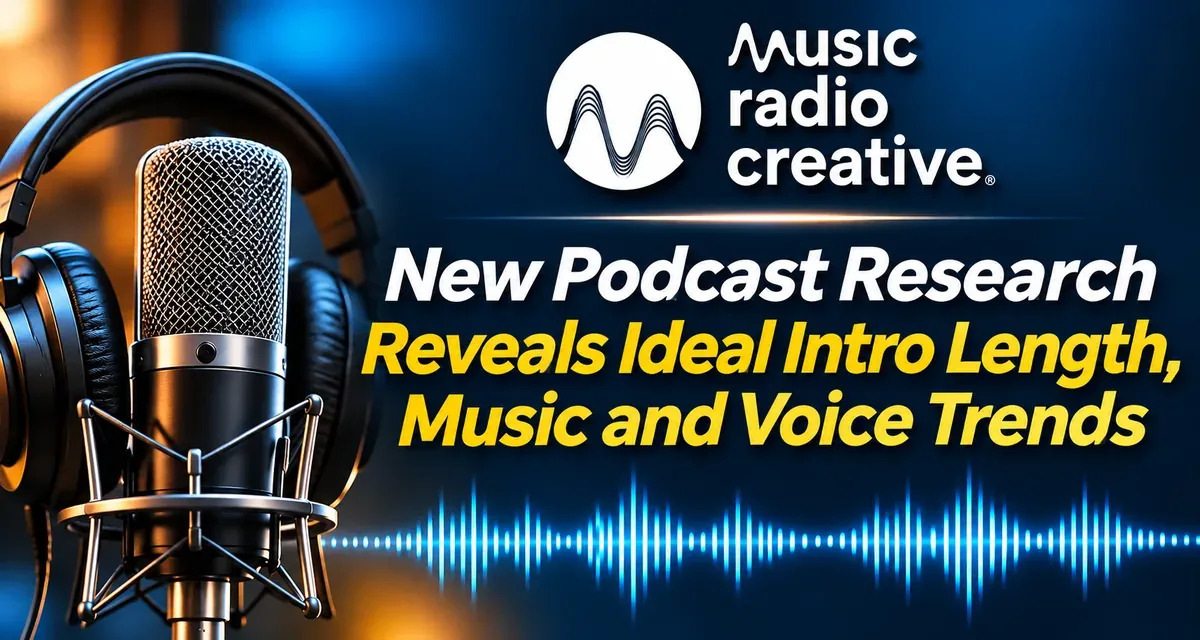 Music
radio
creative®
New Podcast Research
Reveals Ideal Intro Length,
Music and Voice Trends